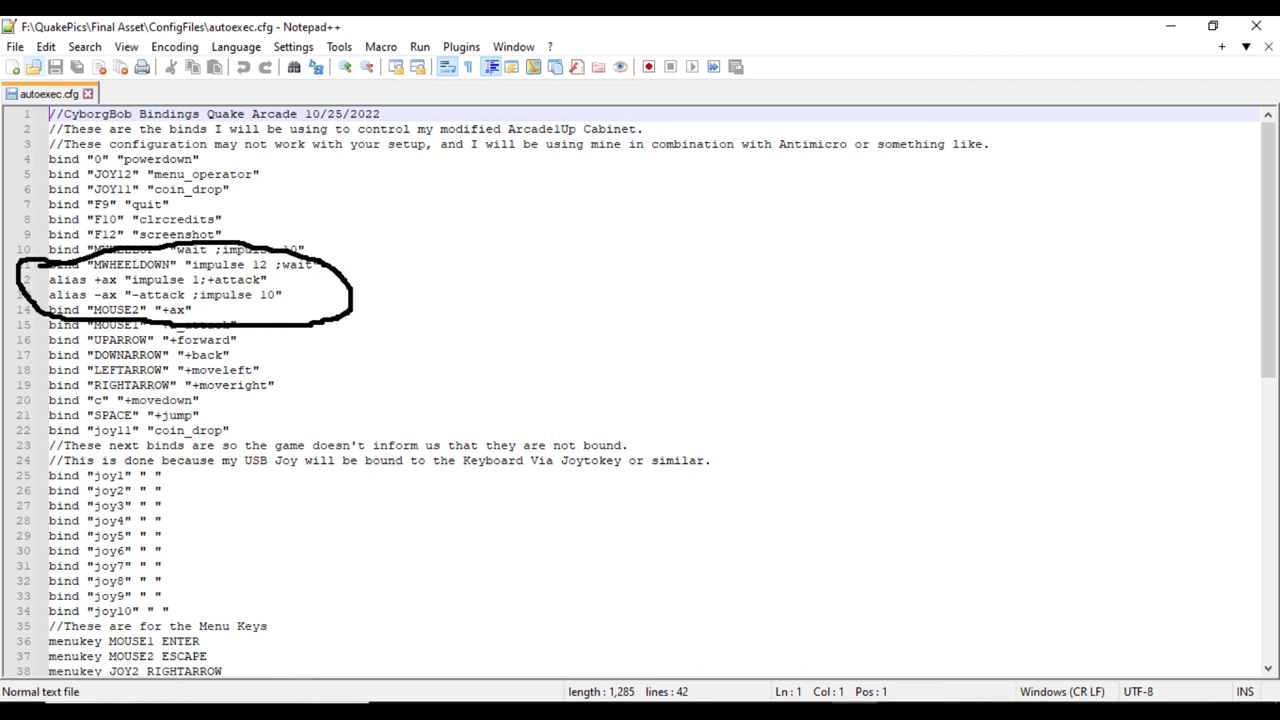 F:\QuakePics\Final Asset\ConfigFiles\autoexec.cfg - Notepad++
File Edit Search View Encoding Language Settings Tools Macro Run Plugins Window ?
autoexec.cfg
1 //CyborgBob Bindings Quake Arcade 10/25/2022
2 //These are the binds I will be using to control my modified Arcade1Up Cabinet.
3 //These configuration may not work with your setup, and I will be using mine in combination with Antimicro or something like.
4 bind "0" "powerdown"
5 bind "JOY12" "menu_operator"
6 bind "JOY11" "coin_drop"
7 bind "F9" "quit"
8 bind "F10" "clrcredits"
9 bind "F12" "screenshot"
10 bind "MWHEELUP" "wait ;impulse 10"
bind "MWHEELDOWN" "impulse 12 ;wait"
alias +ax "impulse 1;+attack"
alias -ax "-attack ;impulse 10"
14 bind "MOUSE2" "+ax"
15 bind "MOUSE1"
16 bind "UPARROW" "+forward"
17 bind "DOWNARROW" "+back"
18 bind "LEFTARROW" "+moveleft"
19 bind "RIGHTARROW" "+moveright"
20 bind "c" "+movedown"
21 bind "SPACE" "+jump"
22 bind "joy11" "coin_drop"
23 //These next binds are so the game doesn't inform us that they are not bound.
24 //This is done because my USB Joy will be bound to the Keyboard Via Joytokey or similar.
25 bind "joy1" " "
26 bind "joy2" " "
27 bind "joy3" " "
28 bind "joy4" " "
29 bind "joy5" " "
30 bind "joy6" " "
31 bind "joy7" " "
32 bind "joy8" " "
33 bind "joy9" " "
34 bind "joy10" " "
35 //These are for the Menu Keys
36 menukey MOUSE1 ENTER
37 menukey MOUSE2 ESCAPE
38 menukey JOY2 RIGHTARROW
Normal text file length : 1,285 lines : 42 Ln : 1 Col : 1 Pos : 1 Windows (CR LF) UTF-8 INS